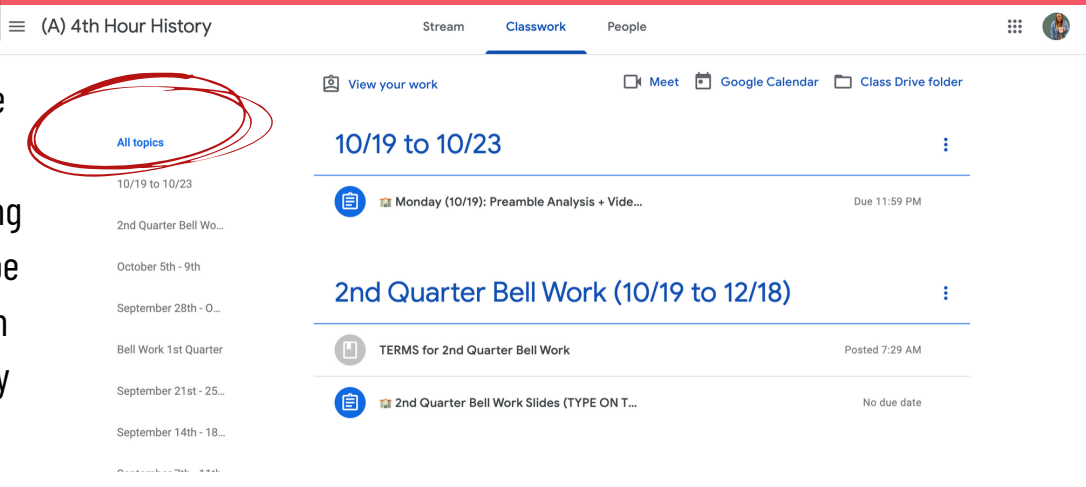 (A) 4th Hour History
Stream Classwork People
View your work
Meet Google Calendar Class Drive folder
All topics
10/19 to 10/23
2nd Quarter Bell Wo...
October 5th - 9th
September 28th - O...
Bell Work 1st Quarter
September 21st - 25...
September 14th - 18...
10/19 to 10/23
Monday (10/19): Preamble Analysis + Vide... Due 11:59 PM
2nd Quarter Bell Work (10/19 to 12/18)
TERMS for 2nd Quarter Bell Work Posted 7:29 AM
2nd Quarter Bell Work Slides (TYPE ON T... No due date